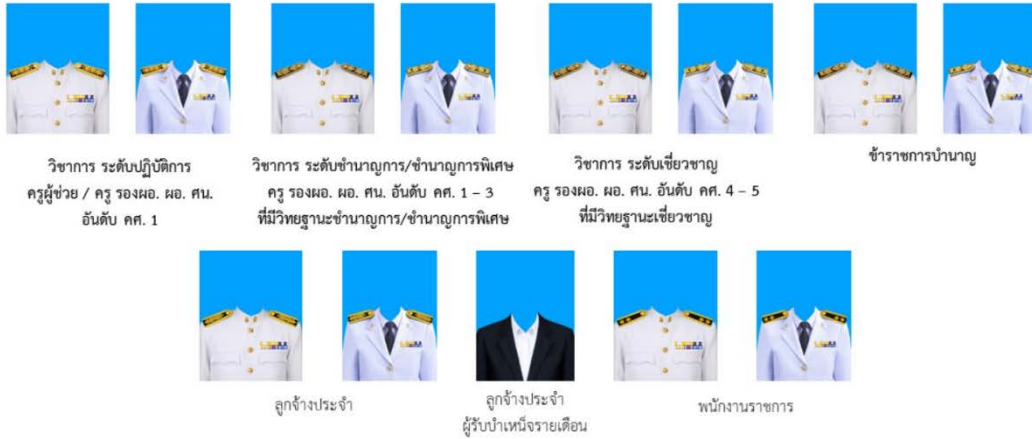 วิชาการ ระดับปฏิบัติการ
ครูผู้ช่วย / ครู รองผอ. ผอ. ศน.
อันดับ คศ. 1
วิชาการ ระดับชำนาญการ/ชำนาญการพิเศษ
ครู รองผอ. ผอ. ศน. อันดับ คศ. 1 – 3
ที่มีวิทยฐานะชำนาญการ/ชำนาญการพิเศษ
วิชาการ ระดับเชี่ยวชาญ
ครู รองผอ. ผอ. ศน. อันดับ คศ. 4 – 5
ที่มีวิทยฐานะเชี่ยวชาญ
ข้าราชการบำนาญ
ลูกจ้างประจำ
ลูกจ้างประจำ
ผู้รับบำเหน็จรายเดือน
พนักงานราชการ